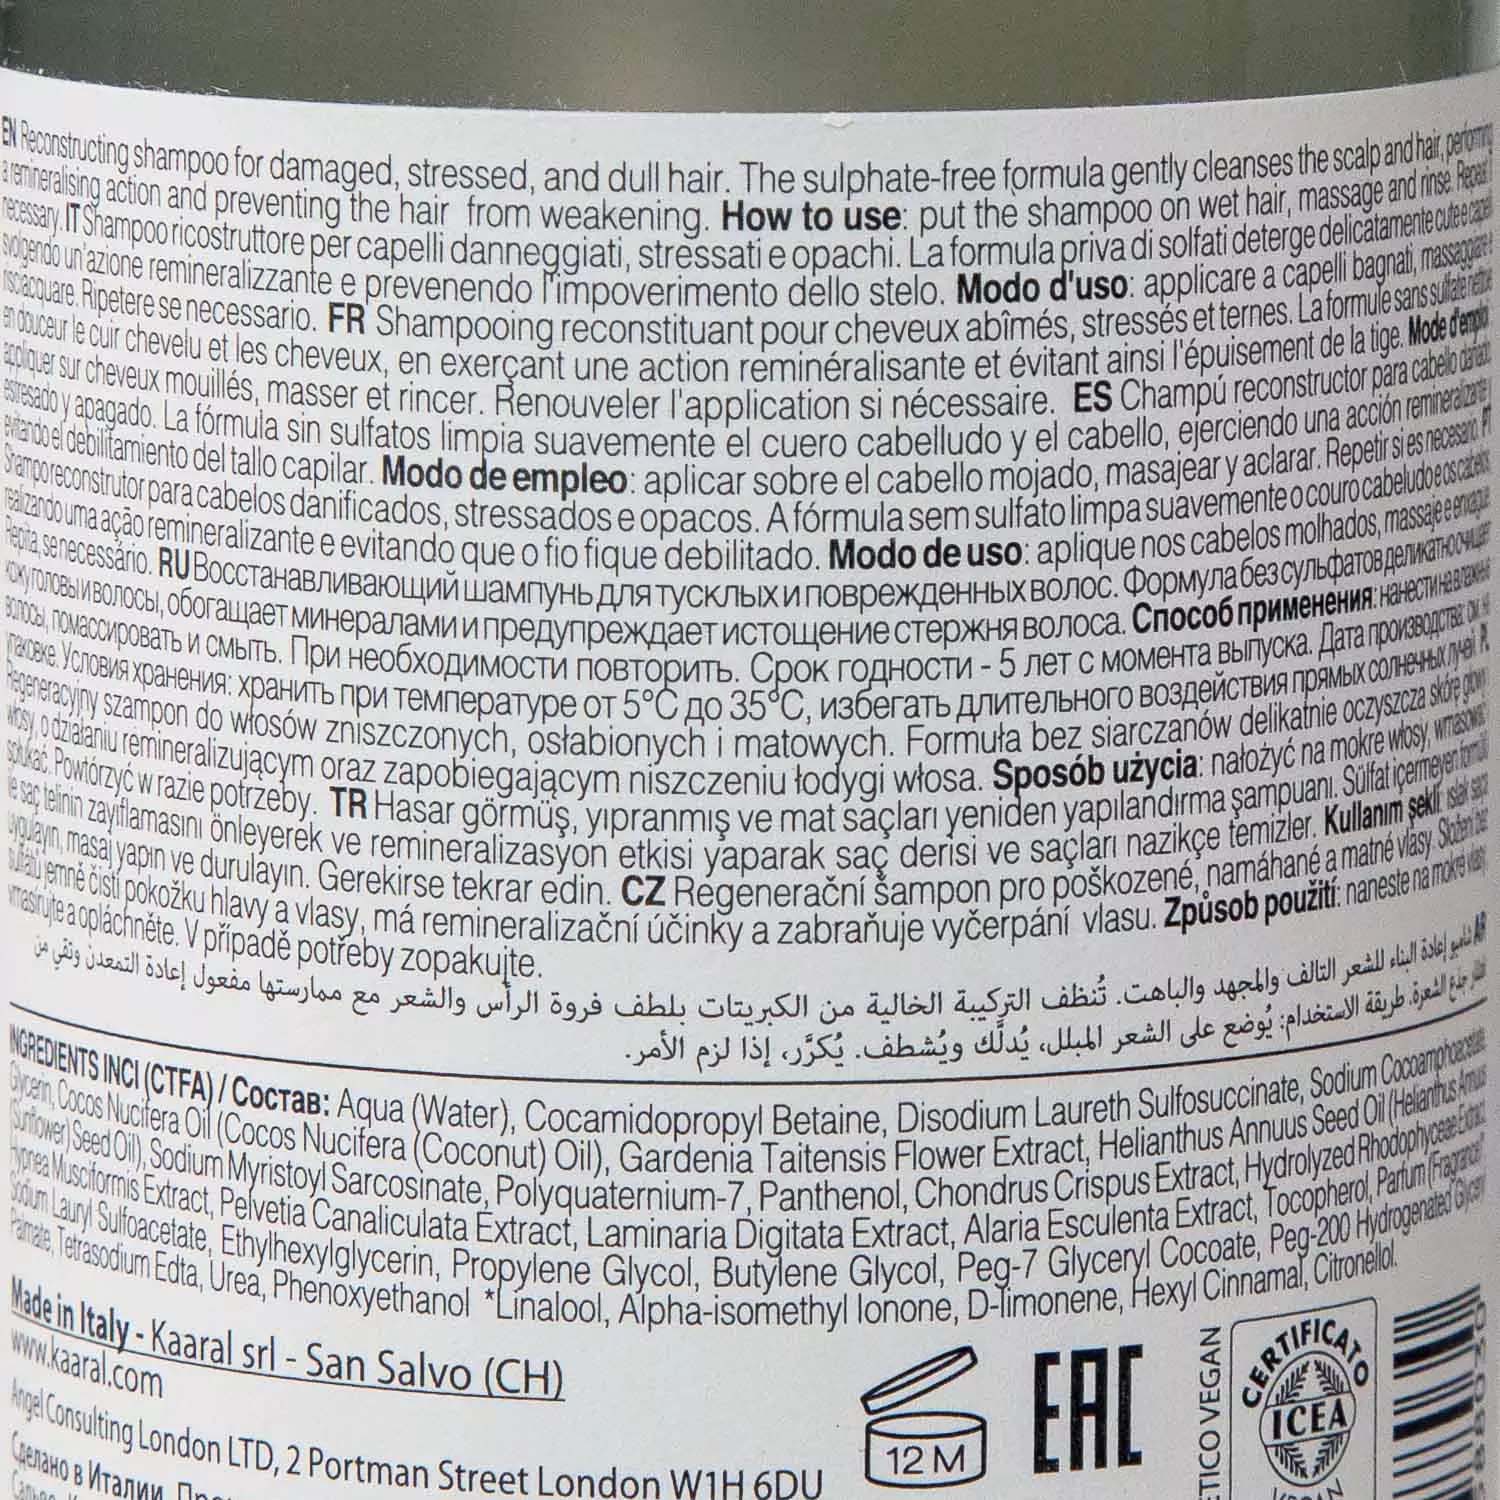 EN Reconstructing shampoo for damaged, stressed, and dull hair. The sulphate-free formula gently cleanses the scalp and hair, performing
a remineralising action and preventing the hair from weakening. How to use: put the shampoo on wet hair, massage and rinse. Repeat if
necessary. IT Shampoo ricostruttore per capelli danneggiati, stressati e opachi. La formula priva di solfati deterge delicatamente cute e capelli
svolgendo un'azione remineralizzante e prevenendo l'impoverimento dello stelo. Modo d'uso: applicare a capelli bagnati, massaggiare e
risciacquare. Ripetere se necessario. FR Shampooing reconstituant pour cheveux abîmés, stressés et ternes. La formule sans sulfate nettoie
en douceur le cuir chevelu et les cheveux, en exerçant une action reminéralisante et évitant ainsi l'épuisement de la tige. Mode d'emploi:
appliquer sur cheveux mouillés, masser et rincer. Renouveler l'application si nécessaire. ES Champú reconstructor para cabello dañado,
estresado y apagado. La fórmula sin sulfatos limpia suavemente el cuero cabelludo y el cabello, ejerciendo una acción remineralizante y
evitando el debilitamiento del tallo capilar. Modo de empleo: aplicar sobre el cabello mojado, masajear y aclarar. Repetir si es necesario. PT
Shampo reconstrutor para cabelos danificados, stressados e opacos. A fórmula sem sulfato limpa suavemente o couro cabeludo e os cabelos,
realizando uma ação remineralizante e evitando que o fio fique debilitado. Modo de uso: aplique nos cabelos molhados, massaje e enxague.
Repita, se necessário. RU Восстанавливающий шампунь для тусклых и поврежденных волос. Формула без сульфатов деликатно очищает
кожу головы и волосы, обогащает минералами и предупреждает истощение стержня волоса. Способ применения: нанести на влажные
волосы, помассировать и смыть. При необходимости повторить. Срок годности - 5 лет с момента выпуска. Дата производства: см. на
упаковке. Условия хранения: хранить при температуре от 5°C до 35°C, избегать длительного воздействия прямых солнечных лучей. PL
Regeneracyjny szampon do włosów zniszczonych, osłabionych i matowych. Formuła bez siarczanów delikatnie oczyszcza skórę głowy i
włosy, o działaniu remineralizującym oraz zapobiegającym niszczeniu łodygi włosa. Sposób użycia: nałożyć na mokre włosy, wmasować i
spłukać. Powtórzyć w razie potrzeby. TR Hasar görmüş, yıpranmış ve mat saçları yeniden yapılandırma şampuanı. Sülfat içermeyen formülü
ile saç telinin zayıflamasını önleyerek ve remineralizasyon etkisi yaparak saç derisi ve saçları nazikçe temizler. Kullanım şekli: ıslak saça
uygulayın, masaj yapın ve durulayın. Gerekirse tekrar edin. CZ Regenerační šampon pro poškozené, namáhané a matné vlasy. Složení bez
sulfátů jemně čistí pokožku hlavy a vlasy, má remineralizační účinky a zabraňuje vyčerpání vlasu. Způsob použití: naneste na mokré vlasy,
vmasírujte a opláchněte. V případě potřeby zopakujte.
AR شامبو إعادة البناء للشعر التالف والمجهد والباهت. تُنظف التركيبة الخالية من الكبريتات بلطف فروة الرأس والشعر مع ممارستها مفعول إعادة التمعدن وتقي من
جذع الشعرة. طريقة الاستخدام: يُوضع على الشعر المبلل، يُدلَّك ويُشطف. يُكرَّر، إذا لزم الأمر.
INGREDIENTS INCI (CTFA) / Состав: Aqua (Water), Cocamidopropyl Betaine, Disodium Laureth Sulfosuccinate, Sodium Cocoamphoacetate,
Glycerin, Cocos Nucifera Oil (Cocos Nucifera (Coconut) Oil), Gardenia Taitensis Flower Extract, Helianthus Annuus Seed Oil (Helianthus Annuus
(Sunflower) Seed Oil), Sodium Myristoyl Sarcosinate, Polyquaternium-7, Panthenol, Chondrus Crispus Extract, Hydrolyzed Rhodophyceae Extract,
Hypnea Musciformis Extract, Pelvetia Canaliculata Extract, Laminaria Digitata Extract, Alaria Esculenta Extract, Tocopherol, Parfum (Fragrance)*
Sodium Lauryl Sulfoacetate, Ethylhexylglycerin, Propylene Glycol, Butylene Glycol, Peg-7 Glyceryl Cocoate, Peg-200 Hydrogenated Glyceryl
Palmate, Tetrasodium Edta, Urea, Phenoxyethanol *Linalool, Alpha-isomethyl Ionone, D-limonene, Hexyl Cinnamal, Citronellol.
Made in Italy - Kaaral srl - San Salvo (CH)
www.kaaral.com
Angel Consulting London LTD, 2 Portman Street London W1H 6DU
Сделано в Италии.
12 M
EAC
ETICO VEGAN
CERTIFICATO
ICEA